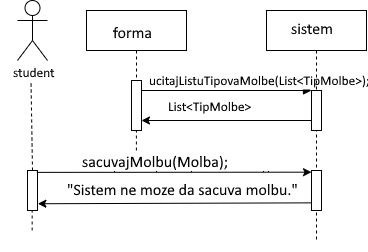 forma
sistem
student
ucitajListuTipovaMolbe(List<TipMolbe>);
List<TipMolbe>
sacuvajMolbu(Molba);
"Sistem ne moze da sacuva molbu."